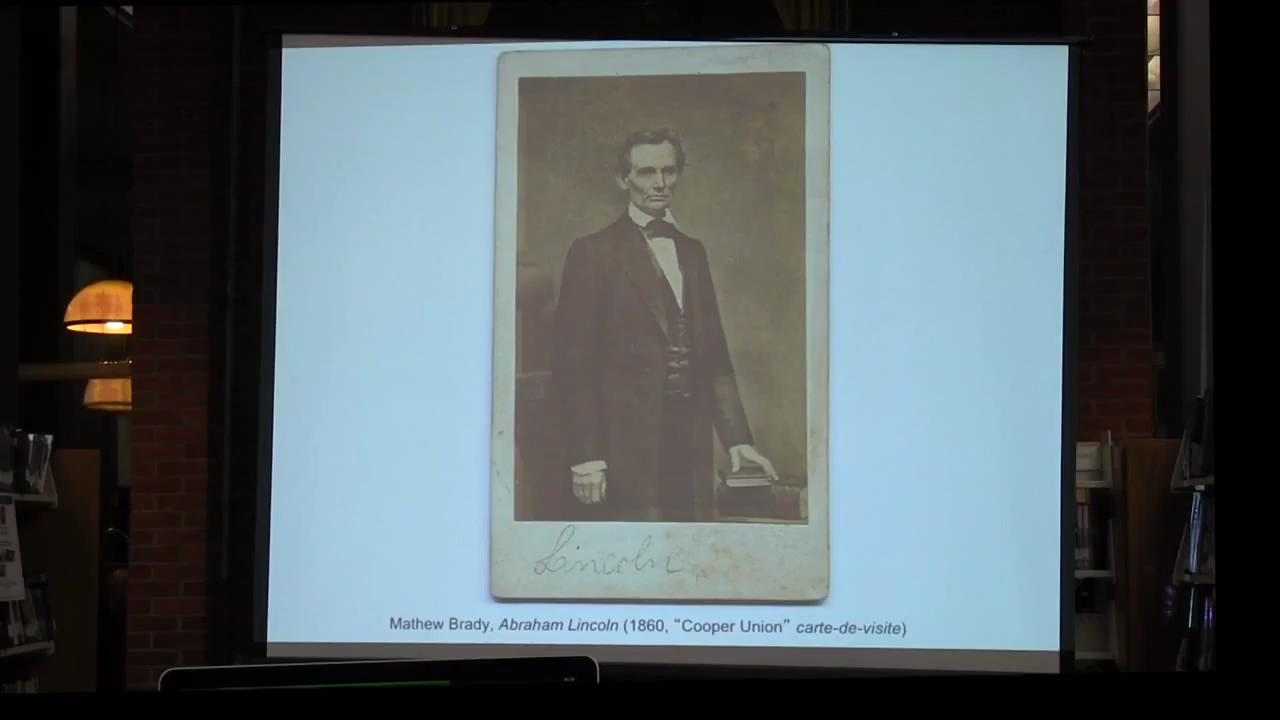 Lincoln
Mathew Brady, Abraham Lincoln (1860, “Cooper Union” carte-de-visite)